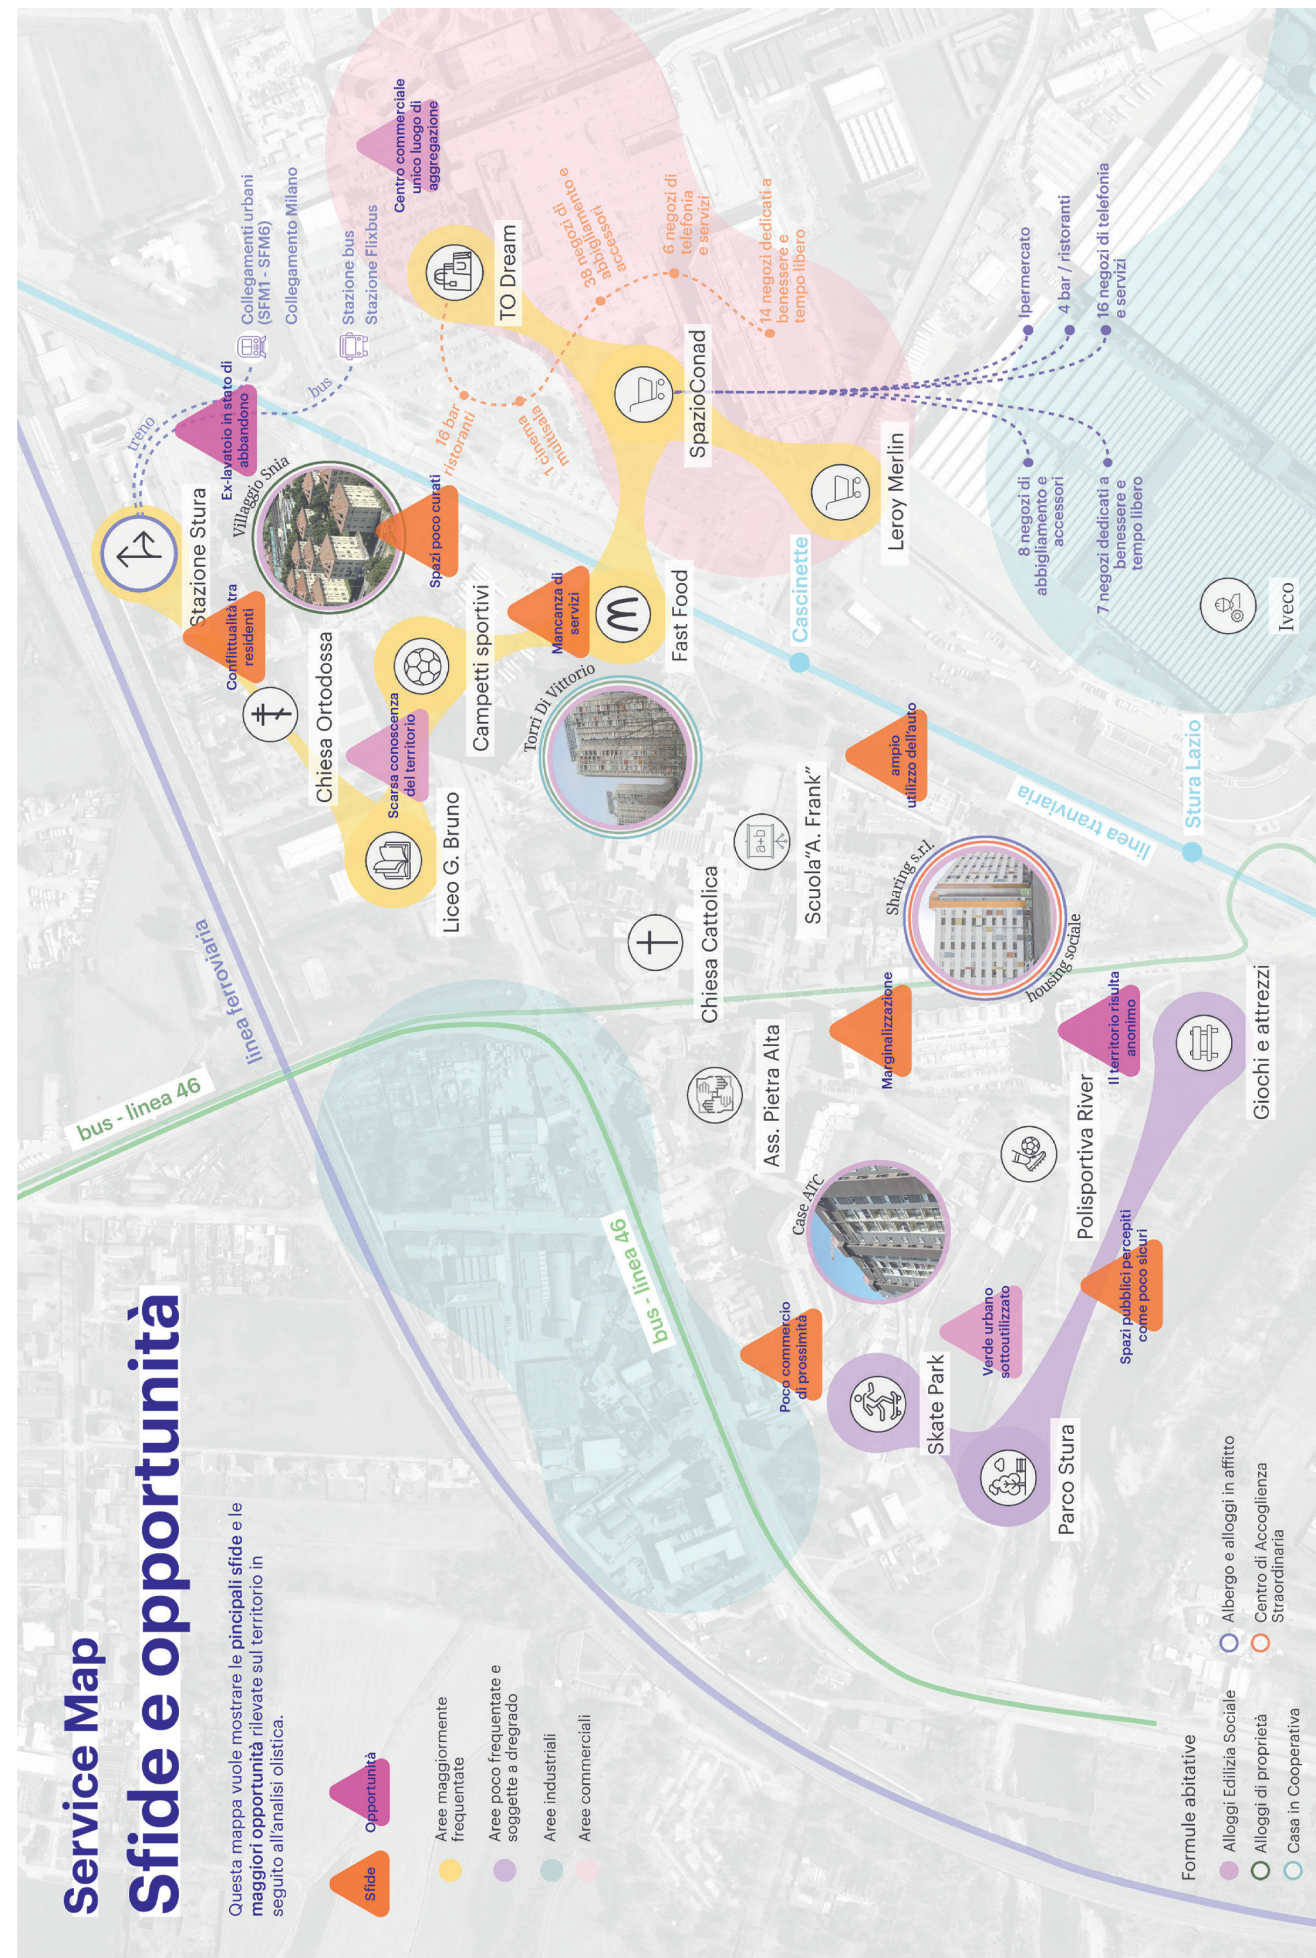 Service Map
Sfide e opportunità
Questa mappa vuole mostrare le pincipali sfide e le
maggiori opportunità rilevate sul territorio in
seguito all'analisi olistica.
Sfide
Opportunità
Aree maggiormente
frequentate
Aree poco frequentate e
soggette a dregrado
Aree industriali
Aree commerciali
Formule abitative
Alloggi Edilizia Sociale
Alloggi di proprietà
Casa in Cooperativa
Albergo e alloggi in affitto
Centro di Accoglienza
Straordinaria
bus - linea 46
linea ferroviaria
bus - linea 46
Stazione Stura
treno
bus
Collegamenti urbani
(SFM1 - SFM6)
Collegamento Milano
Stazione bus
Stazione Flixbus
Ex-lavatoio in stato di
abbandono
Conflittualità tra
residenti
Villaggio Snia
Spazi poco curati
Chiesa Ortodossa
Scarsa conoscenza
del territorio
Liceo G. Bruno
Campetti sportivi
Mancanza di
servizi
Fast Food
Torri Di Vittorio
Centro commerciale
unico luogo di
aggregazione
TO Dream
16 bar
ristoranti
1 cinema
multisala
38 negozi di
abbigliamento e
accessori
6 negozi di
telefonia
e servizi
14 negozi dedicati a
benessere e
tempo libero
SpazioConad
Leroy Merlin
Ipermercato
4 bar / ristoranti
16 negozi di telefonia
e servizi
8 negozi di
abbigliamento e
accessori
7 negozi dedicati a
benessere e
tempo libero
Cascinette
Iveco
linea tranviaria
Stura Lazio
ampio
utilizzo dell'auto
Scuola"A. Frank"
a+b
Chiesa Cattolica
Sharing s.r.l.
housing sociale
Marginalizzazione
Ass. Pietra Alta
Il territorio risulta
anonimo
Giochi e attrezzi
Polisportiva River
Case ATC
Spazi pubblici percepiti
come poco sicuri
Verde urbano
sottoutilizzato
Poco commercio
di prossimità
Skate Park
Parco Stura